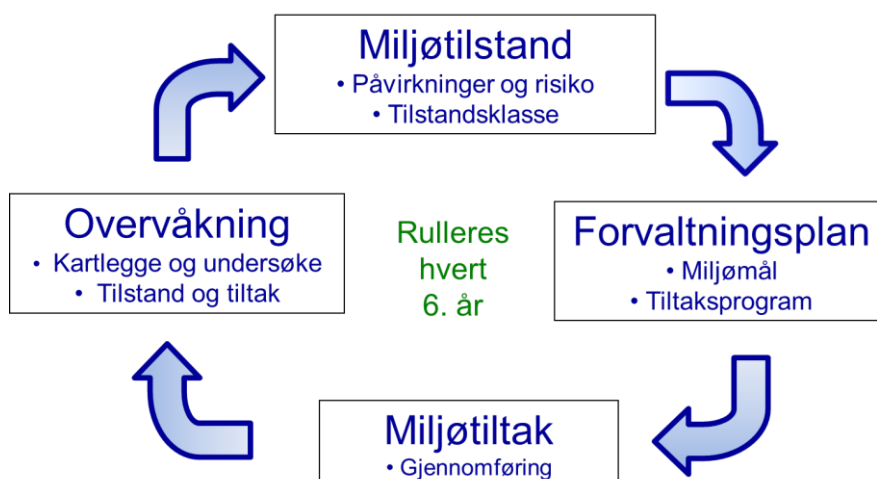 Miljøtilstand
• Påvirkninger og risiko
• Tilstandsklasse
Overvåkning
• Kartlegge og undersøke
• Tilstand og tiltak
Rulleres
hvert
6. år
Forvaltningsplan
• Miljømål
• Tiltaksprogram
Miljøtiltak
• Gjennomføring